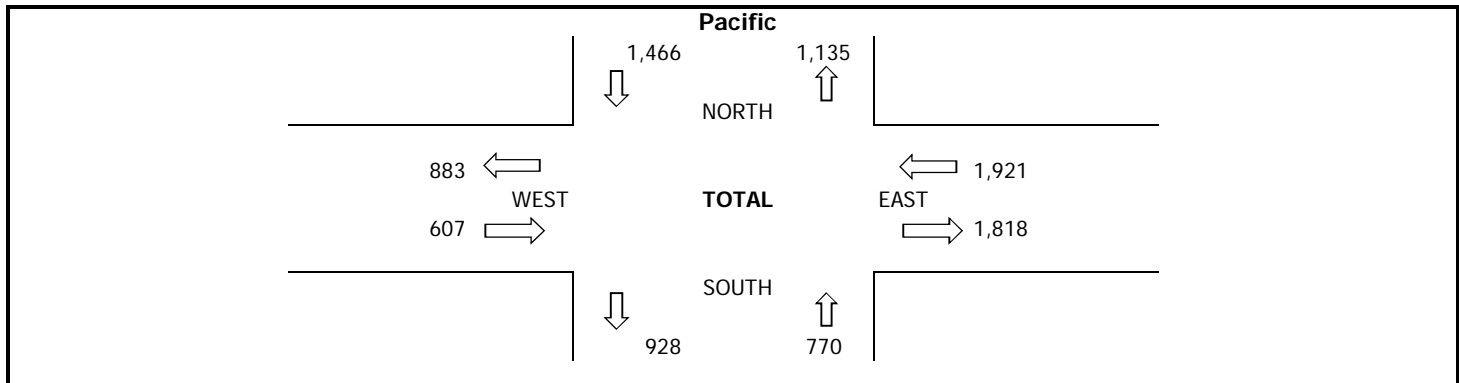 Pacific
1,466 1,135
NORTH
883 1,921
WEST TOTAL EAST
607 1,818
SOUTH
928 770